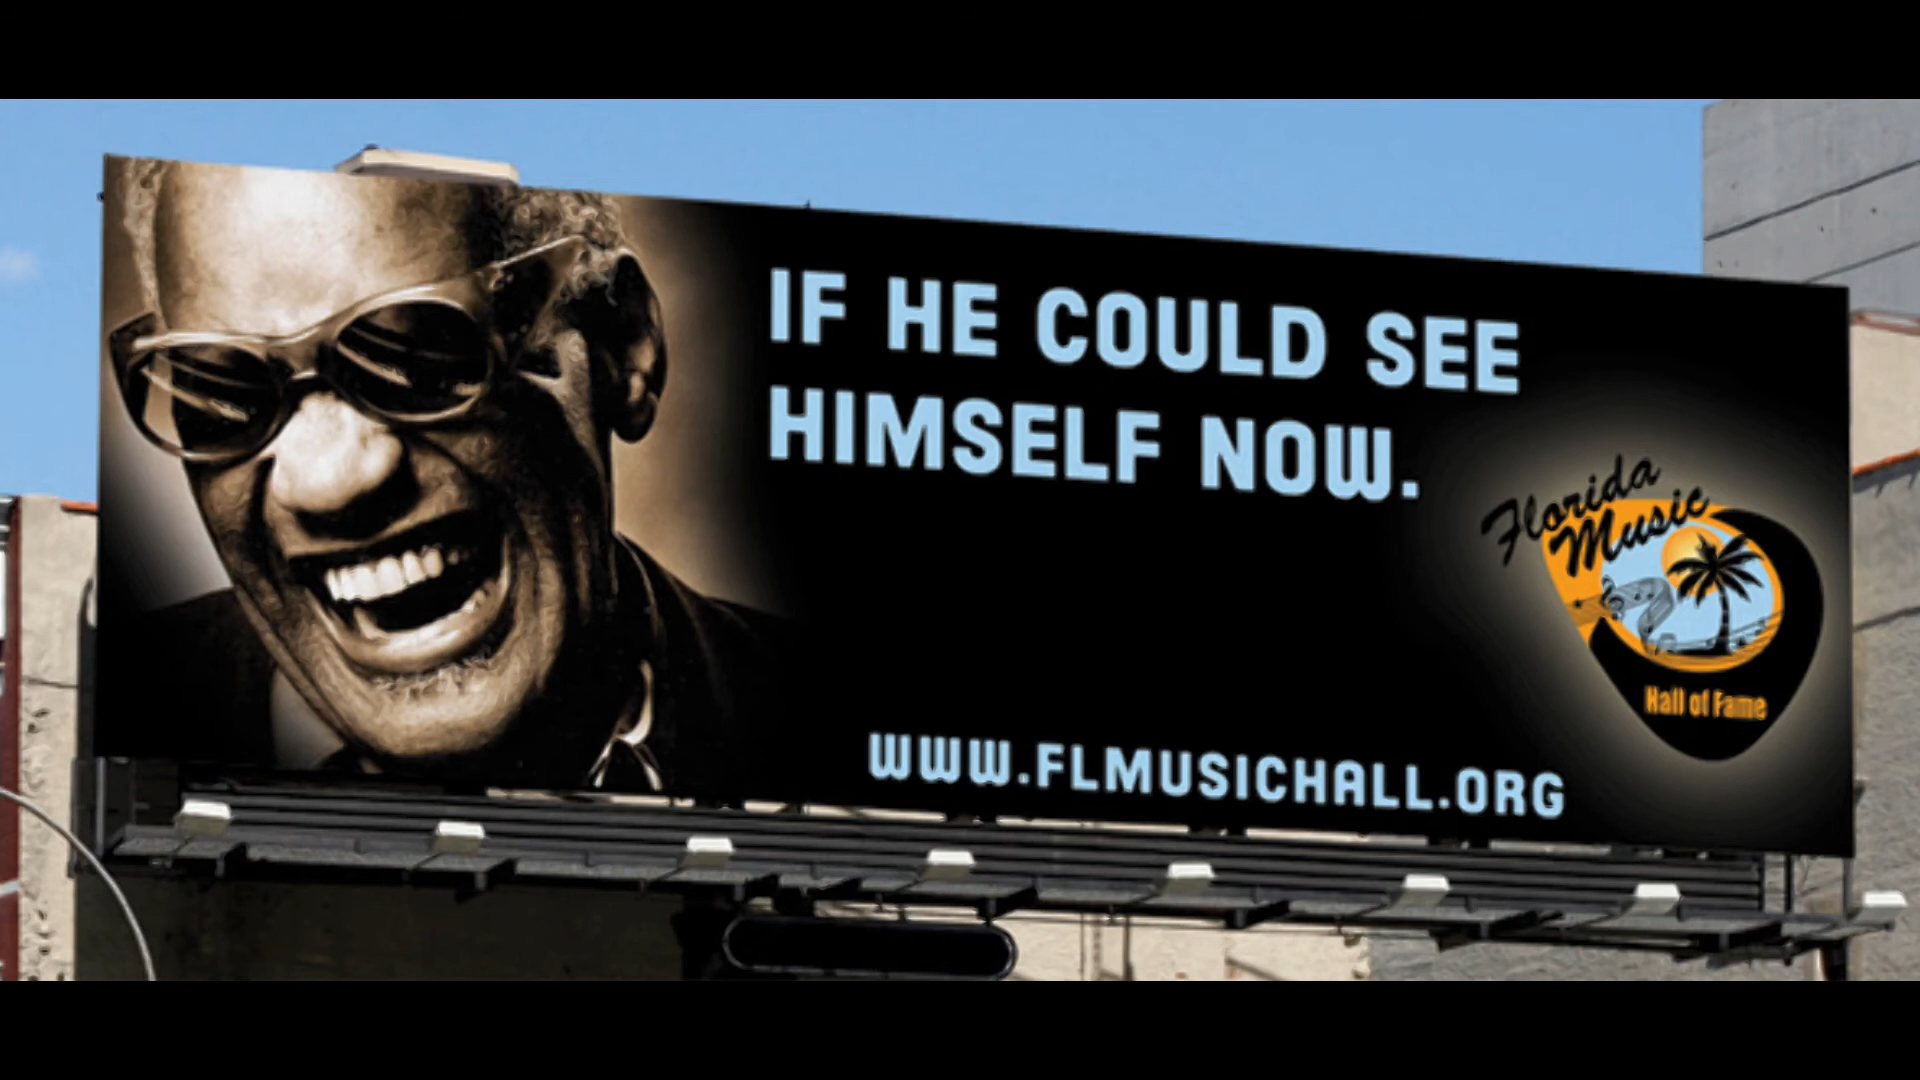 IF HE COULD SEE
HIMSELF NOW.
Florida
Music
Hall of Fame
WWW.FLMUSICHALL.ORG